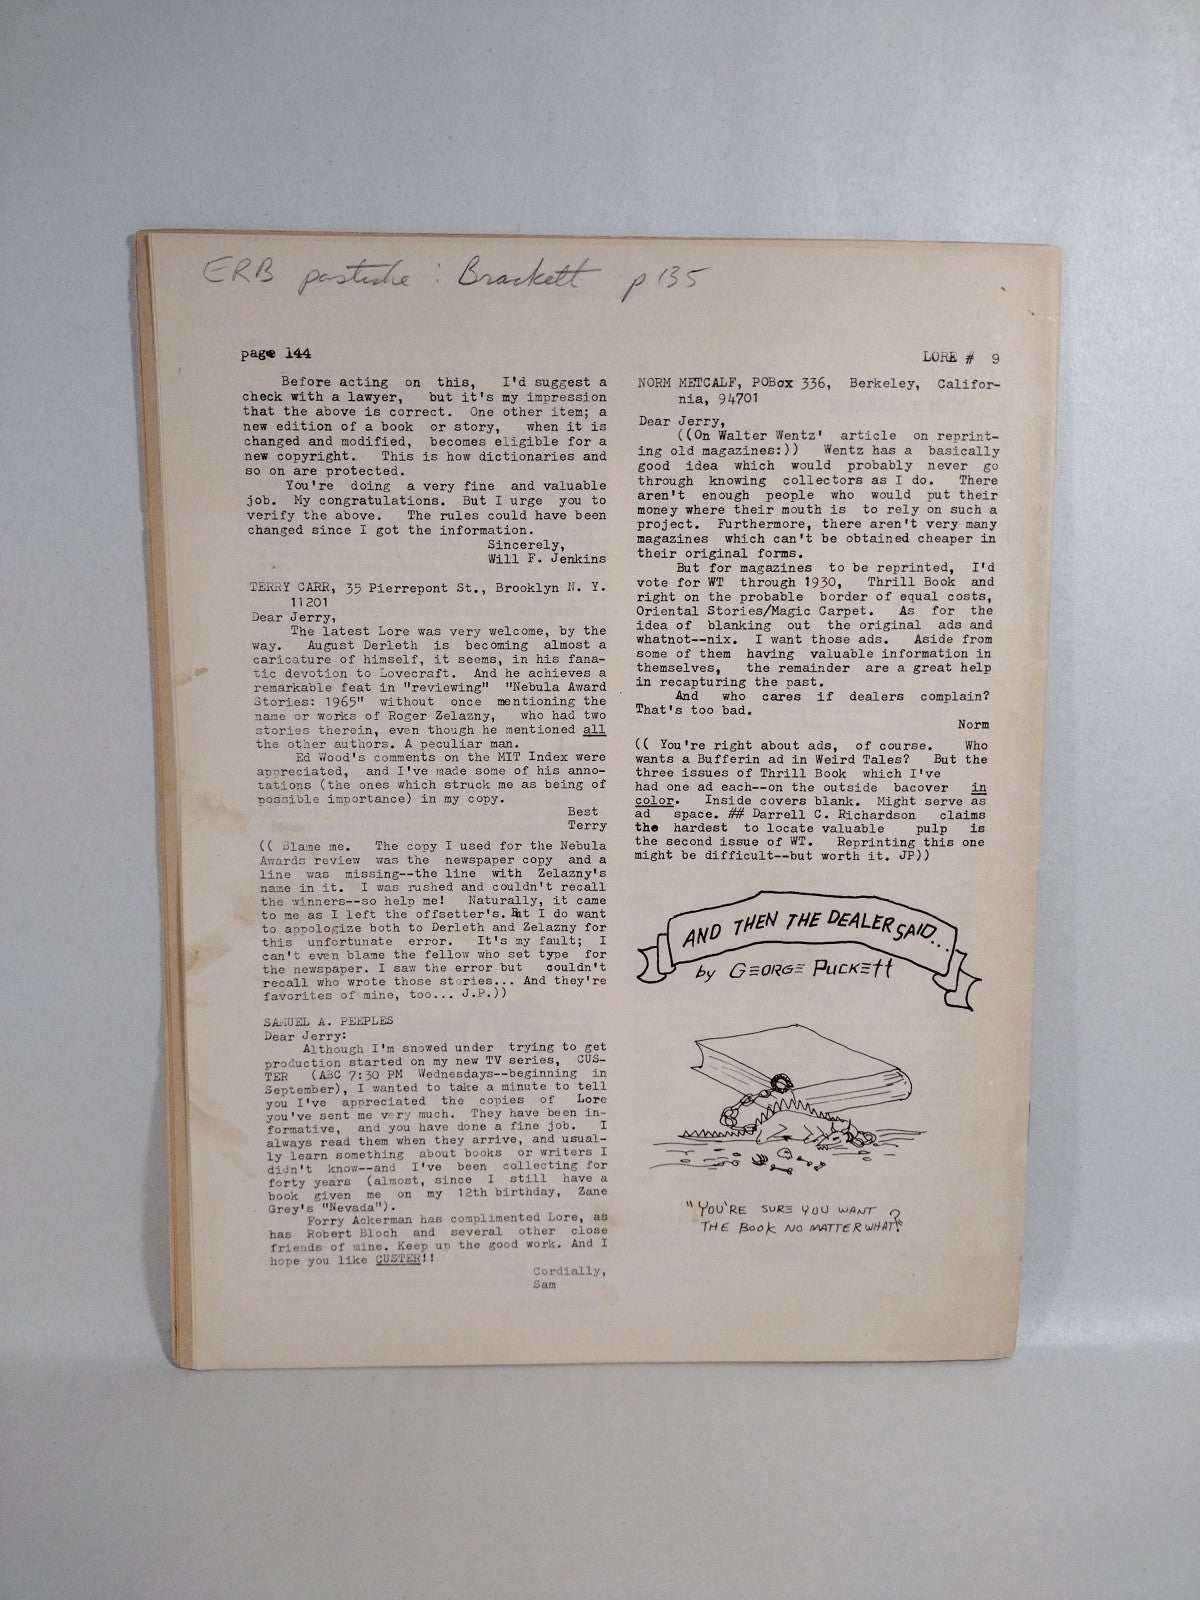 ERB pastiche : Brackett p 135
page 144
LORE # 9
Before acting on this, I'd suggest a
check with a lawyer, but it's my impression
that the above is correct. One other item; a
new edition of a book or story, when it is
changed and modified, becomes eligible for a
new copyright. This is how dictionaries and
so on are protected.
You're doing a very fine and valuable
job. My congratulations. But I urge you to
verify the above. The rules could have been
changed since I got the information.
Sincerely,
Will F. Jenkins
TERRY CARR, 35 Pierrepont St., Brooklyn N. Y.
11201
Dear Jerry,
The latest Lore was very welcome, by the
way. August Derleth is becoming almost a
caricature of himself, it seems, in his fana-
tic devotion to Lovecraft. And he achieves a
remarkable feat in "reviewing" "Nebula Award
Stories: 1965" without once mentioning the
name or works of Roger Zelazny, who had two
stories therein, even though he mentioned all
the other authors. A peculiar man.
Ed Wood's comments on the MIT Index were
appreciated, and I've made some of his anno-
tations (the ones which struck me as being of
possible importance) in my copy.
Best
Terry
(( Blame me. The copy I used for the Nebula
Awards review was the newspaper copy and a
line was missing--the line with Zelazny's
name in it. I was rushed and couldn't recall
the winners--so help me! Naturally, it came
to me as I left the offsetter's. But I do want
to appologize both to Derleth and Zelazny for
this unfortunate error. It's my fault; I
can't even blame the fellow who set type for
the newspaper. I saw the error but couldn't
recall who wrote those stories... And they're
favorites of mine, too... J.P.))
SAMUEL A. PEEPLES
Dear Jerry:
Although I'm snowed under trying to get
production started on my new TV series, CUS-
TER (ABC 7:30 PM Wednesdays--beginning in
September), I wanted to take a minute to tell
you I've appreciated the copies of Lore
you've sent me very much. They have been in-
formative, and you have done a fine job. I
always read them when they arrive, and usual-
ly learn something about books or writers I
didn't know--and I've been collecting for
forty years (almost, since I still have a
book given me on my 12th birthday, Zane
Grey's "Nevada").
Forry Ackerman has complimented Lore, as
has Robert Bloch and several other close
friends of mine. Keep up the good work. And I
hope you like CUSTER!!
Cordially,
Sam
NORM METCALF, POBox 336, Berkeley, Califor-
nia, 94701
Dear Jerry,
((On Walter Wentz' article on reprint-
ing old magazines:)) Wentz has a basically
good idea which would probably never go
through knowing collectors as I do. There
aren't enough people who would put their
money where their mouth is to rely on such a
project. Furthermore, there aren't very many
magazines which can't be obtained cheaper in
their original forms.
But for magazines to be reprinted, I'd
vote for WT through 1930, Thrill Book and
right on the probable border of equal costs,
Oriental Stories/Magic Carpet. As for the
idea of blanking out the original ads and
whatnot--nix. I want those ads. Aside from
some of them having valuable information in
themselves, the remainder are a great help
in recapturing the past.
And who cares if dealers complain?
That's too bad.
Norm
(( You're right about ads, of course. Who
wants a Bufferin ad in Weird Tales? But the
three issues of Thrill Book which I've
had one ad each--on the outside bacover in
color. Inside covers blank. Might serve as
ad space. ## Darrell C. Richardson claims
the hardest to locate valuable pulp is
the second issue of WT. Reprinting this one
might be difficult--but worth it. JP))
AND THEN THE DEALER SAID...
by GEORGE PUCKETT
"YOU'RE SURE YOU WANT
THE BOOK NO MATTER WHAT?"